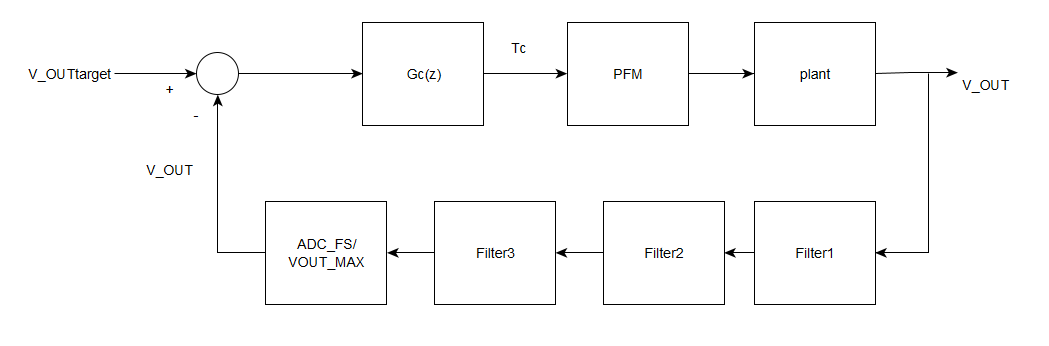 Tc
V_OUTtarget
Gc(z)
PFM
plant
V_OUT
+
-
V_OUT
ADC_FS/
VOUT_MAX
Filter3
Filter2
Filter1